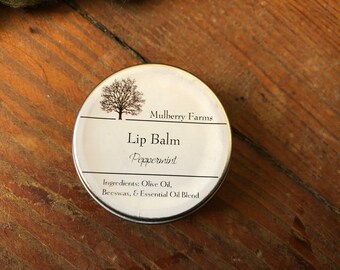 Mulberry Farms
Lip Balm
Peppermint
Ingredients: Olive Oil,
Beeswax, & Essential Oil Blend